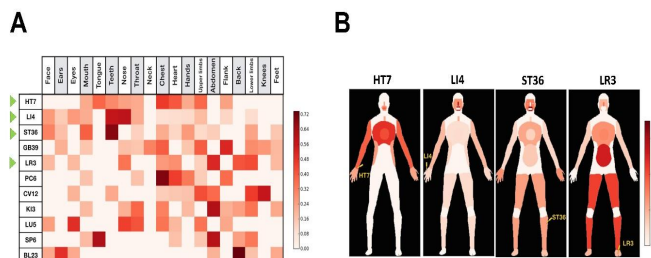 A
B
Face
Ears
Eyes
Mouth
Tongue
Teeth
Nose
Throat
Neck
Chest
Heart
Hands
Upper limbs
Abdomen
Flank
Back
Lower limbs
Knees
Feet
HT7
LI4
ST36
GB39
LR3
PC6
CV12
KI3
LU5
SP6
BL23
0.72
0.64
0.56
0.48
0.40
0.32
0.24
0.16
0.08
0.00
HT7 LI4 ST36 LR3
LI4
HT7
ST36
LR3